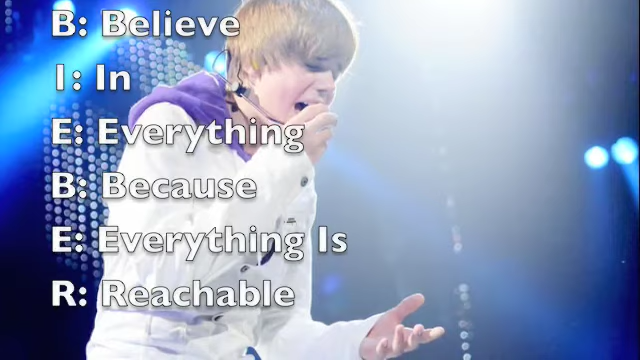 B: Believe
I: In
E: Everything
B: Because
E: Everything Is
R: Reachable